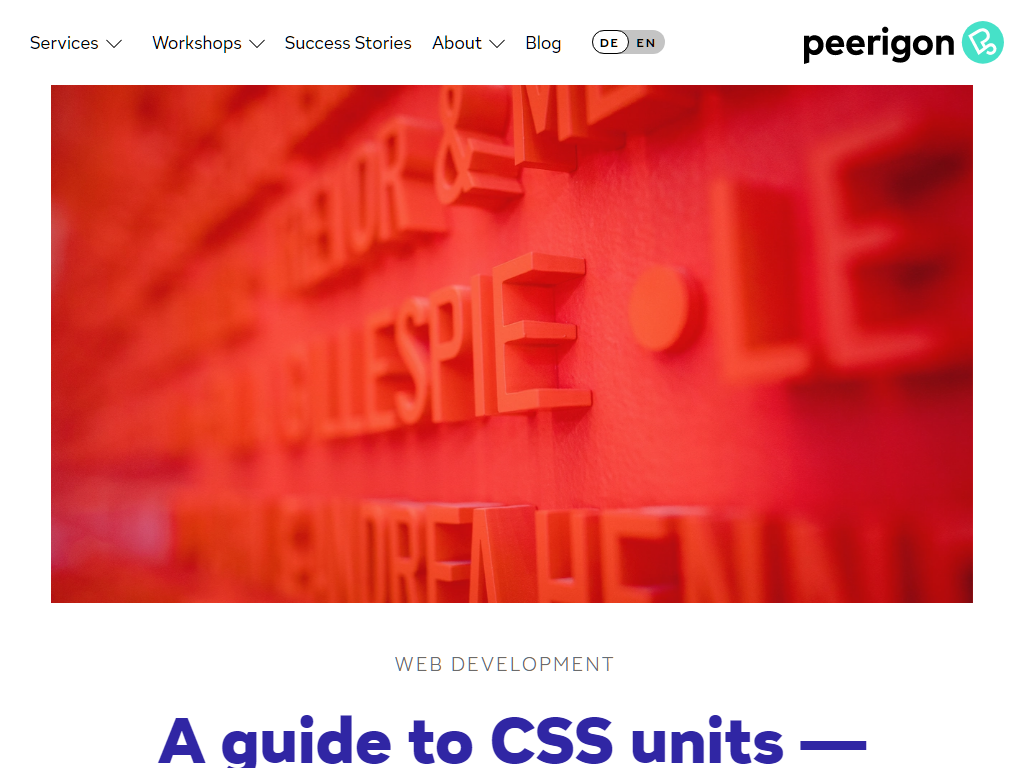 Services Workshops Success Stories About Blog DE EN peerigon
TREVOR & ME
GILLESPIE • LE
ANDREA HENN
WEB DEVELOPMENT
A guide to CSS units —